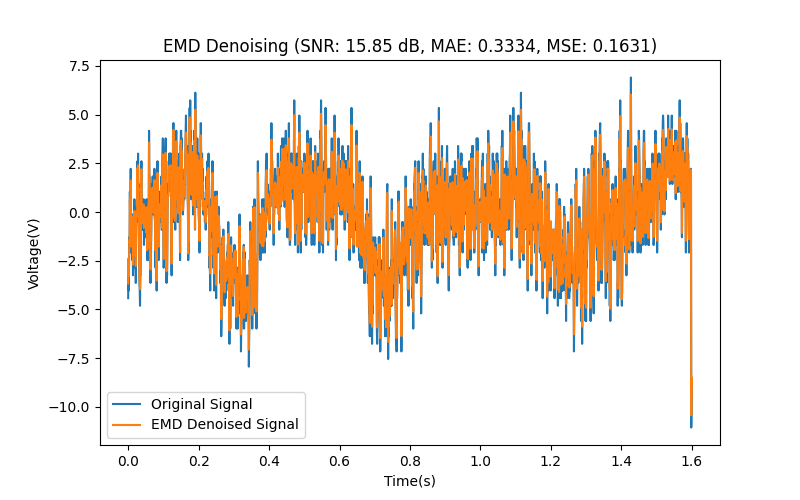 EMD Denoising (SNR: 15.85 dB, MAE: 0.3334, MSE: 0.1631)
Voltage(V)
7.5
5.0
2.5
0.0
−2.5
−5.0
−7.5
−10.0
Original Signal
EMD Denoised Signal
0.0 0.2 0.4 0.6 0.8 1.0 1.2 1.4 1.6
Time(s)